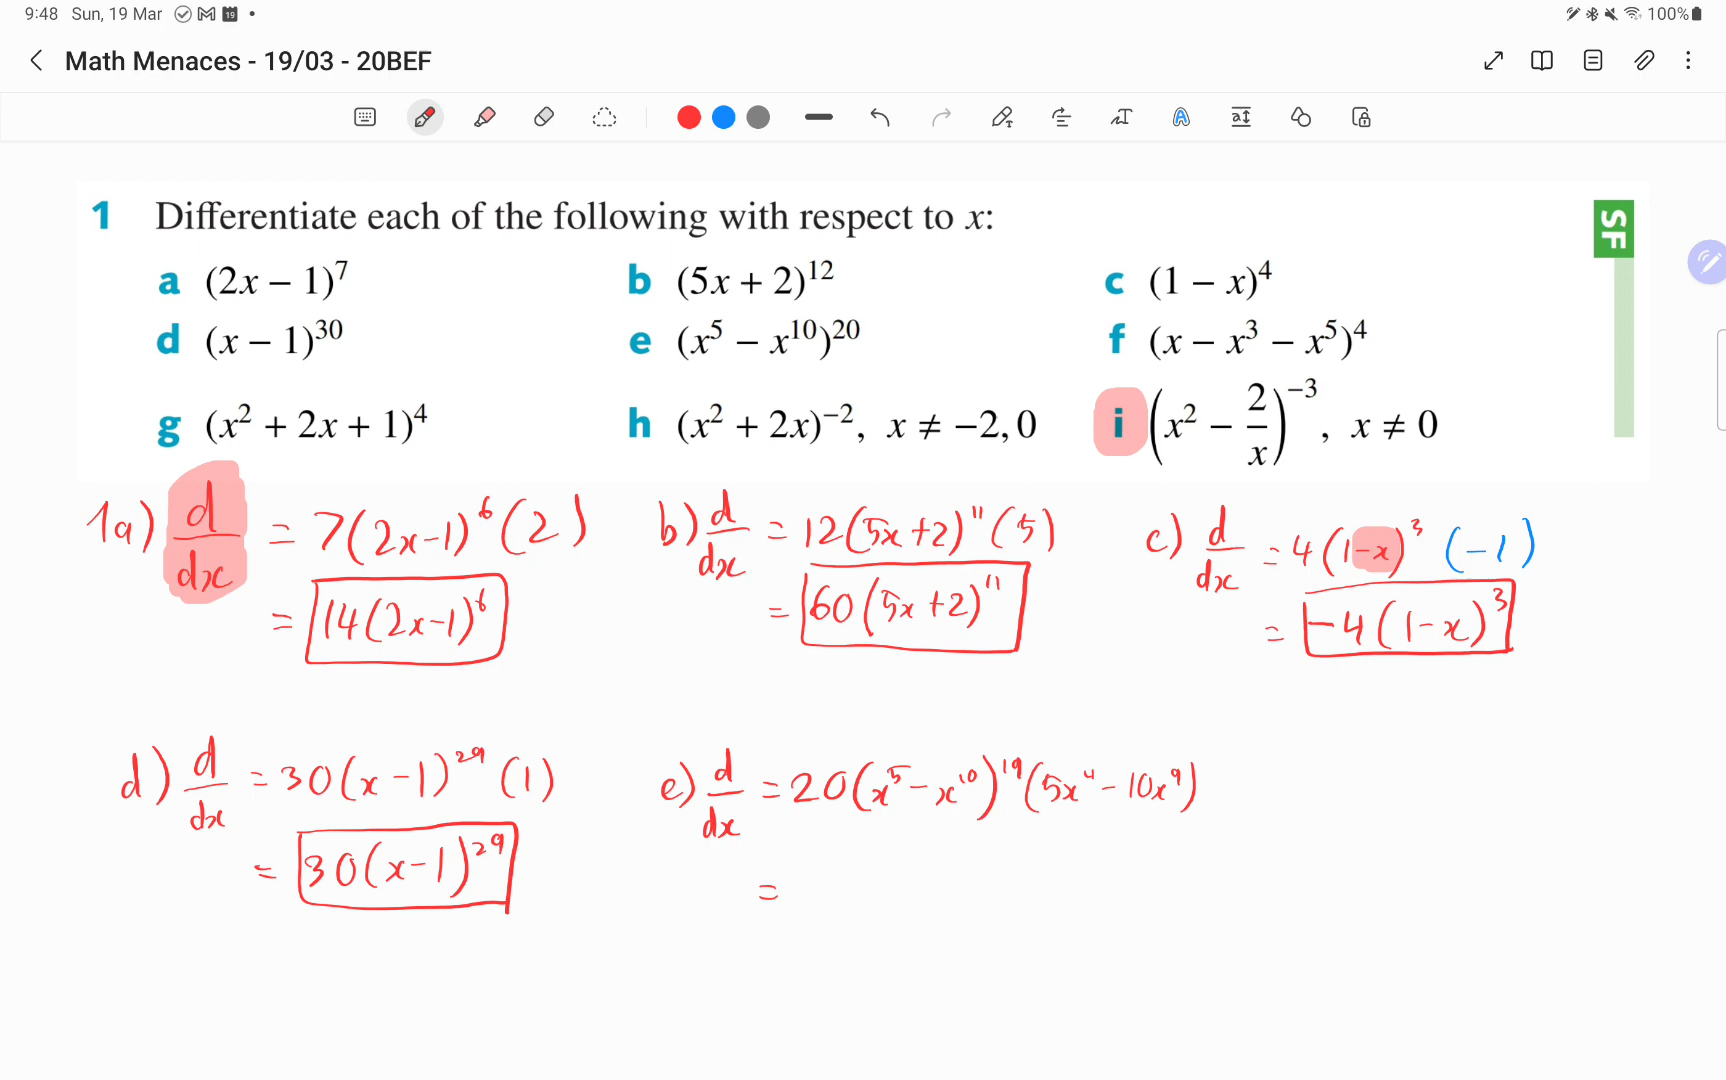 9:48 Sun, 19 Mar 19 • 100%
Math Menaces - 19/03 - 20BEF
1 Differentiate each of the following with respect to x:
SF
a (2x − 1)^7 b (5x + 2)^12 c (1 − x)^4
d (x − 1)^30 e (x^5 − x^10)^20 f (x − x^3 − x^5)^4
g (x^2 + 2x + 1)^4 h (x^2 + 2x)^−2, x ≠ −2, 0 i (x^2 − 2/x)^−3, x ≠ 0
1a) d/dx = 7(2x-1)^6 (2) b) d/dx = 12(5x+2)^11 (5) c) d/dx = 4(1-x)^3 (-1)
= 14(2x-1)^6 = 60(5x+2)^11 = -4(1-x)^3
d) d/dx = 30(x-1)^29 (1) e) d/dx = 20(x^5-x^10)^19 (5x^4-10x^9)
= 30(x-1)^29 =